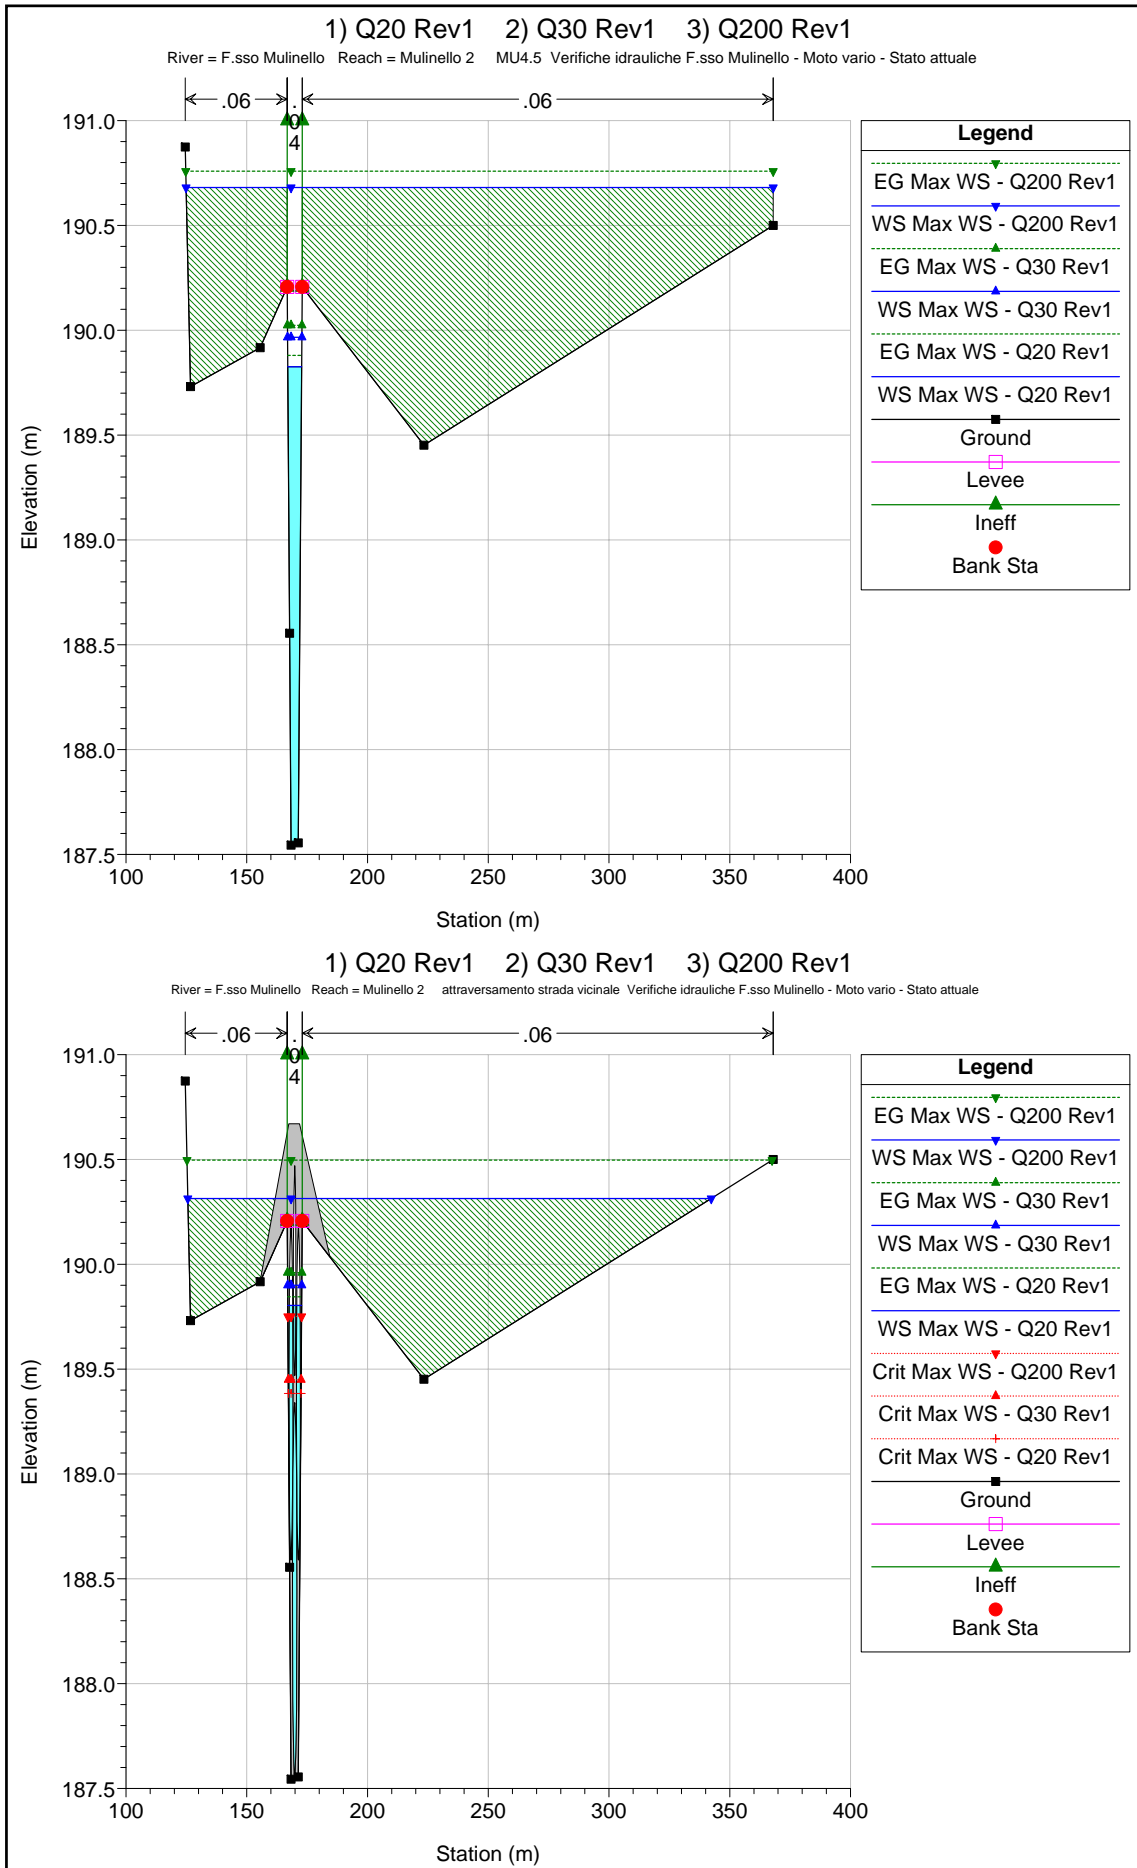 1) Q20 Rev1 2) Q30 Rev1 3) Q200 Rev1
River = F.sso Mulinello Reach = Mulinello 2 MU4.5 Verifiche idrauliche F.sso Mulinello - Moto vario - Stato attuale
.06 .04 .06
191.0
190.5
190.0
189.5
189.0
188.5
188.0
187.5
Elevation (m)
100 150 200 250 300 350 400
Station (m)
Legend
EG Max WS - Q200 Rev1
WS Max WS - Q200 Rev1
EG Max WS - Q30 Rev1
WS Max WS - Q30 Rev1
EG Max WS - Q20 Rev1
WS Max WS - Q20 Rev1
Ground
Levee
Ineff
Bank Sta
1) Q20 Rev1 2) Q30 Rev1 3) Q200 Rev1
River = F.sso Mulinello Reach = Mulinello 2 attraversamento strada vicinale Verifiche idrauliche F.sso Mulinello - Moto vario - Stato attuale
.06 .04 .06
191.0
190.5
190.0
189.5
189.0
188.5
188.0
187.5
Elevation (m)
100 150 200 250 300 350 400
Station (m)
Legend
EG Max WS - Q200 Rev1
WS Max WS - Q200 Rev1
EG Max WS - Q30 Rev1
WS Max WS - Q30 Rev1
EG Max WS - Q20 Rev1
WS Max WS - Q20 Rev1
Crit Max WS - Q200 Rev1
Crit Max WS - Q30 Rev1
Crit Max WS - Q20 Rev1
Ground
Levee
Ineff
Bank Sta